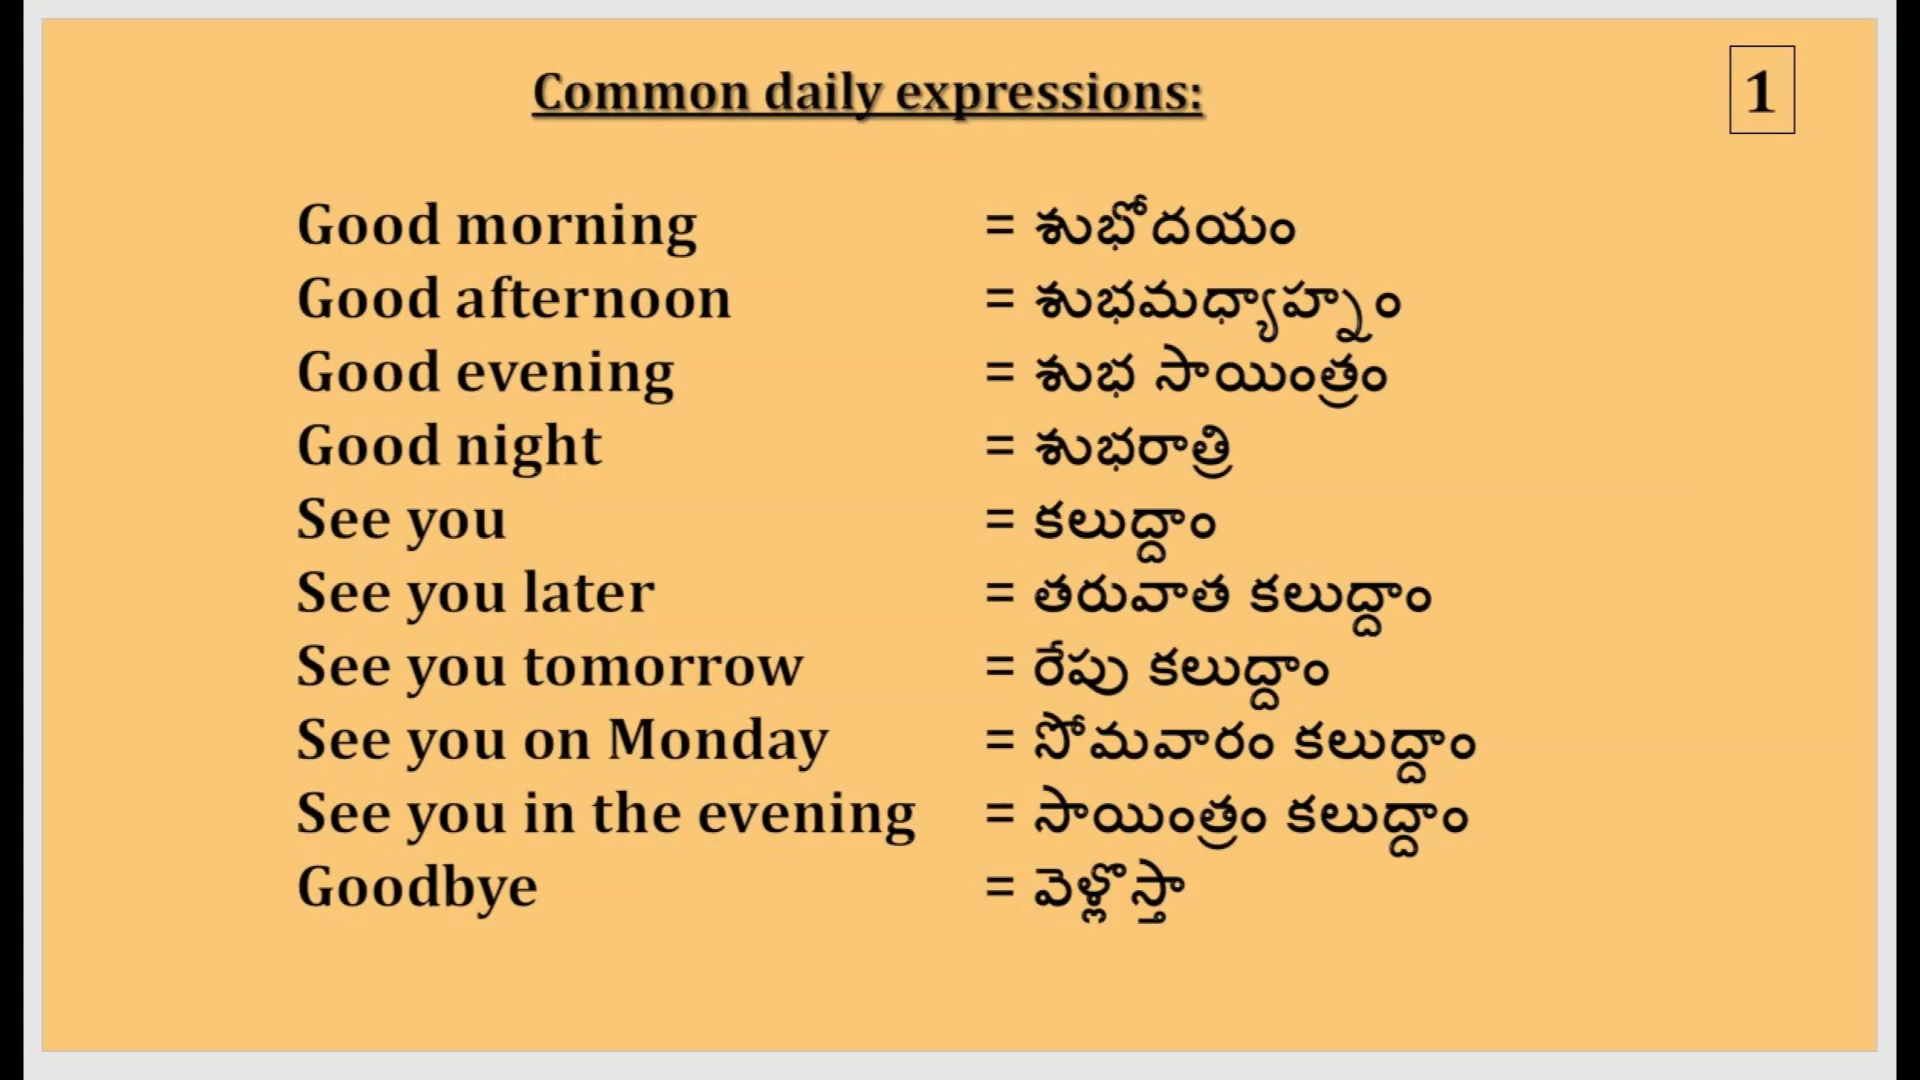 Common daily expressions:
1
Good morning = శుభోదయం
Good afternoon = శుభమధ్యాహ్నం
Good evening = శుభ సాయింత్రం
Good night = శుభరాత్రి
See you = కలుద్దాం
See you later = తరువాత కలుద్దాం
See you tomorrow = రేపు కలుద్దాం
See you on Monday = సోమవారం కలుద్దాం
See you in the evening = సాయింత్రం కలుద్దాం
Goodbye = వెళ్లొస్తా